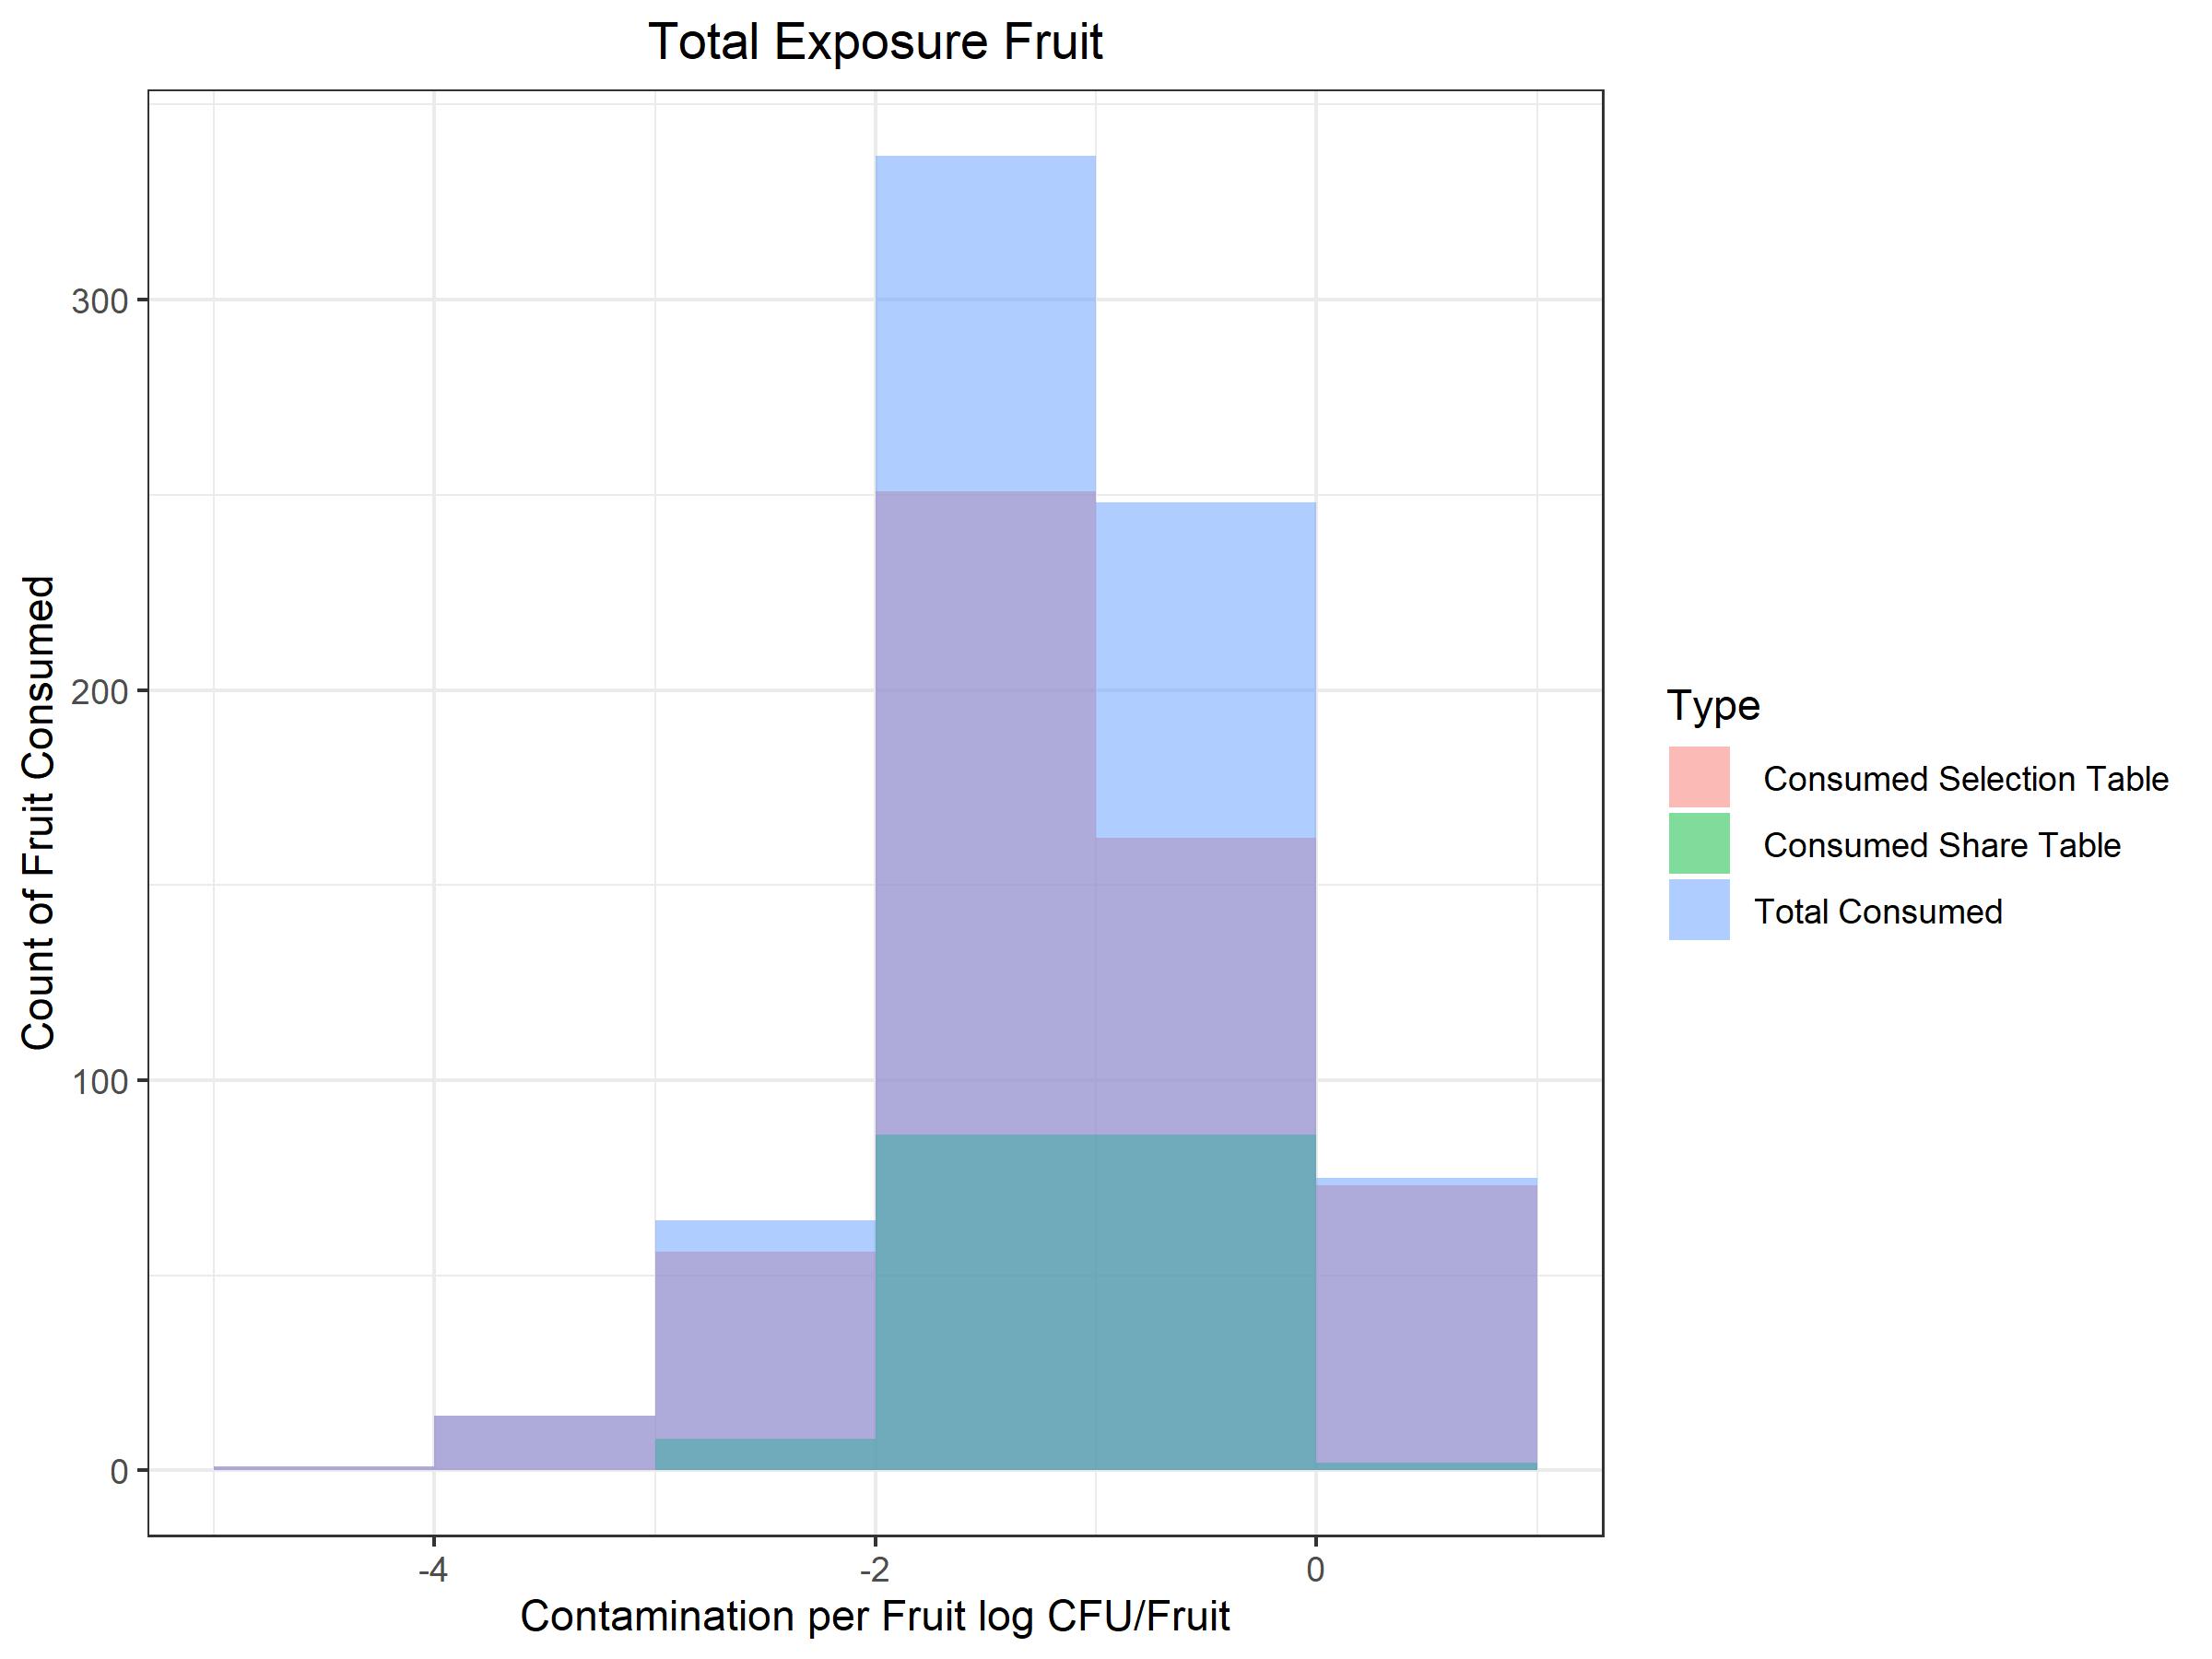 Total Exposure Fruit
Count of Fruit Consumed
300
200
100
0
-4
-2
0
Contamination per Fruit log CFU/Fruit
Type
Consumed Selection Table
Consumed Share Table
Total Consumed